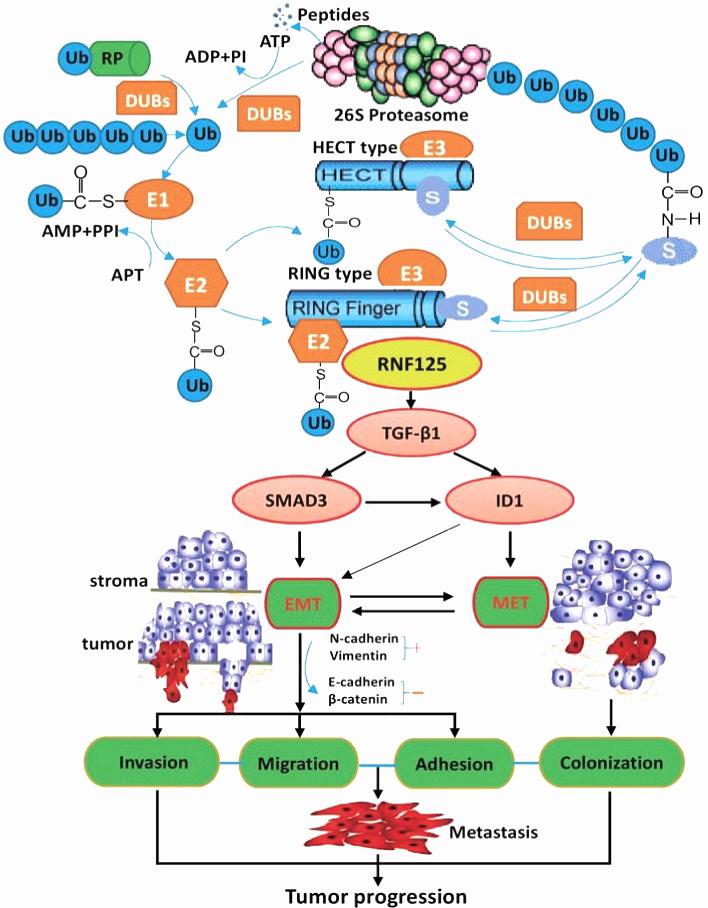 Peptides
ATP
ADP+PI
Ub RP
DUBs
DUBs
26S Proteasome
Ub Ub Ub Ub Ub Ub
Ub Ub Ub Ub Ub Ub
HECT type E3
HECT
S
S
C=O
Ub
Ub C S E1
O
AMP+PPI
APT
E2
S
C=O
Ub
C=O
N-H
S
DUBs
DUBs
RING type E3
RING Finger S
E2
S
C=O
Ub
RNF125
TGF-β1
SMAD3 ID1
stroma
EMT MET
tumor
N-cadherin
Vimentin +
E-cadherin
β-catenin −
Invasion Migration Adhesion Colonization
Metastasis
Tumor progression